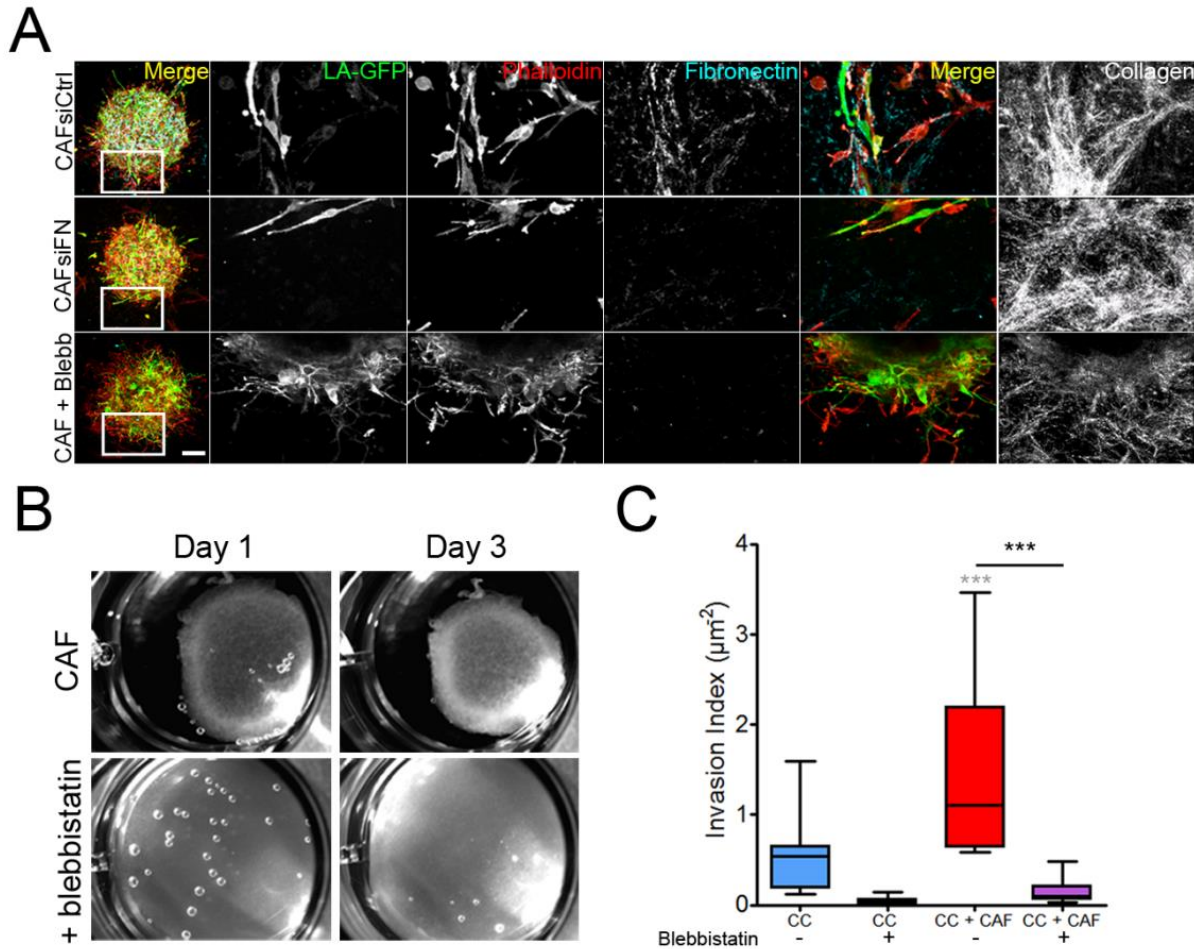 A
Merge LA-GFP Phalloidin Fibronectin Merge Collagen
CAFsiCtrl
CAFsiFN
CAF + Blebb
B
Day 1 Day 3
CAF
+ blebbistatin
C
Invasion Index (µm⁻²)
4
3
2
1
0
***
***
CC CC CC + CAF CC + CAF
Blebbistatin - + - +